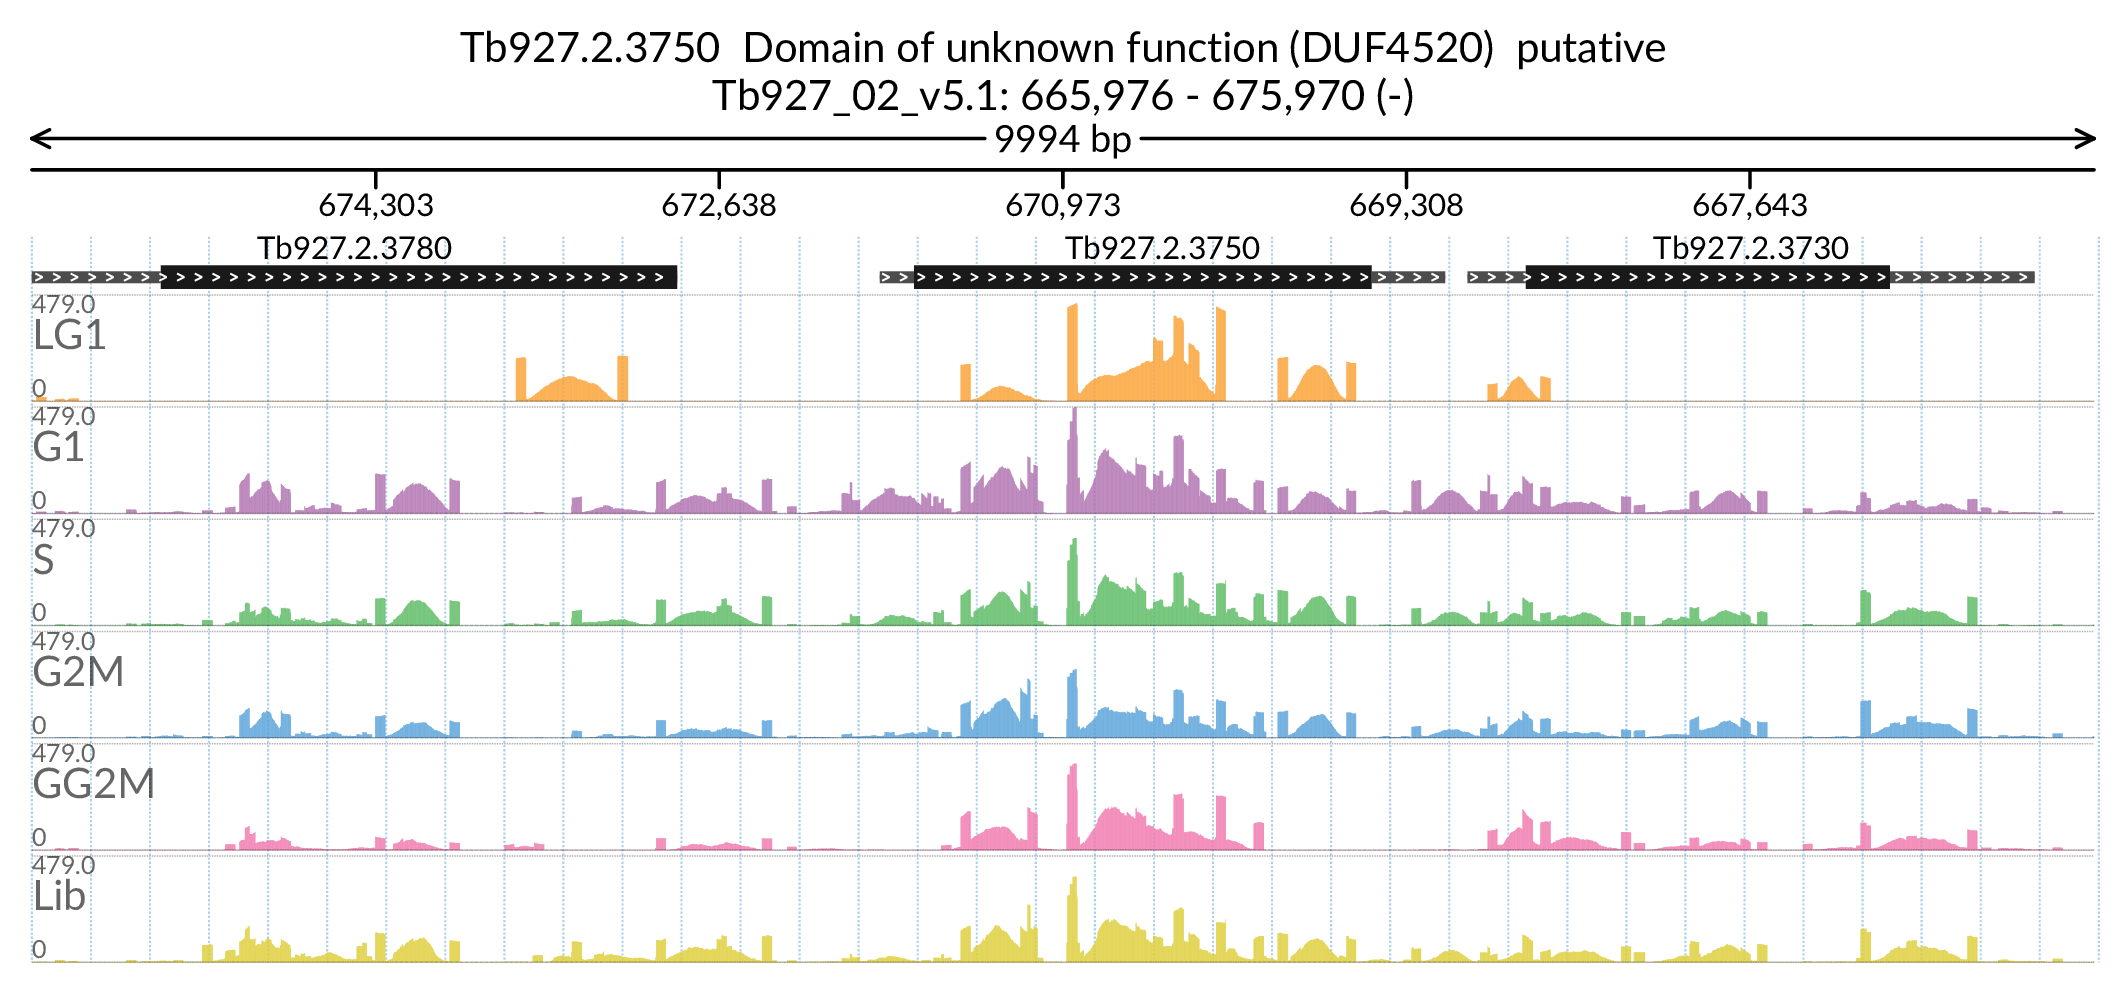 Tb927.2.3750 Domain of unknown function (DUF4520) putative
Tb927_02_v5.1: 665,976 - 675,970 (-)
9994 bp
674,303 672,638 670,973 669,308 667,643
Tb927.2.3780 Tb927.2.3750 Tb927.2.3730
479.0
LG1
0
479.0
G1
0
479.0
S
0
479.0
G2M
0
479.0
GG2M
0
479.0
Lib
0